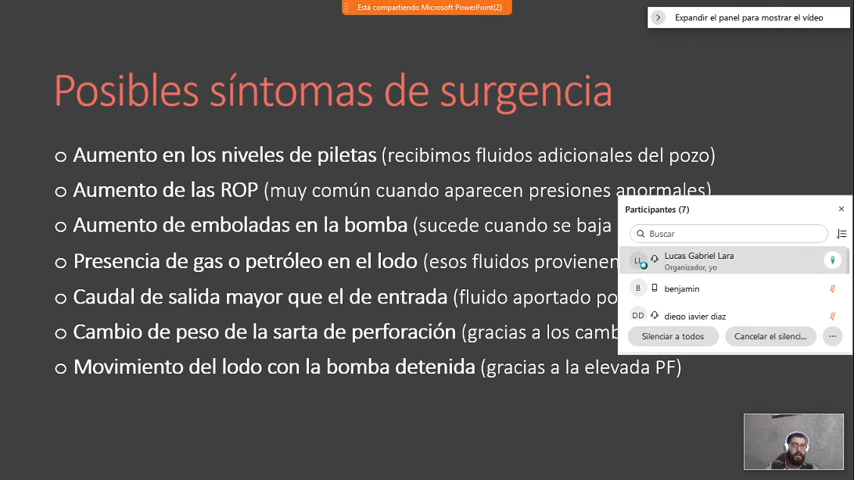 Está compartiendo Microsoft PowerPoint(2)
Expandir el panel para mostrar el vídeo
Posibles síntomas de surgencia
Aumento en los niveles de piletas (recibimos fluidos adicionales del pozo)
Aumento de las ROP (muy común cuando aparecen presiones anormales)
Aumento de emboladas en la bomba (sucede cuando se baja
Presencia de gas o petróleo en el lodo (esos fluidos provienen
Caudal de salida mayor que el de entrada (fluido aportado po
Cambio de peso de la sarta de perforación (gracias a los camb
Movimiento del lodo con la bomba detenida (gracias a la elevada PF)
Participantes (7)
Buscar
LL Lucas Gabriel Lara
Organizador, yo
B benjamin
DD diego javier diaz
Silenciar a todos
Cancelar el silenci...